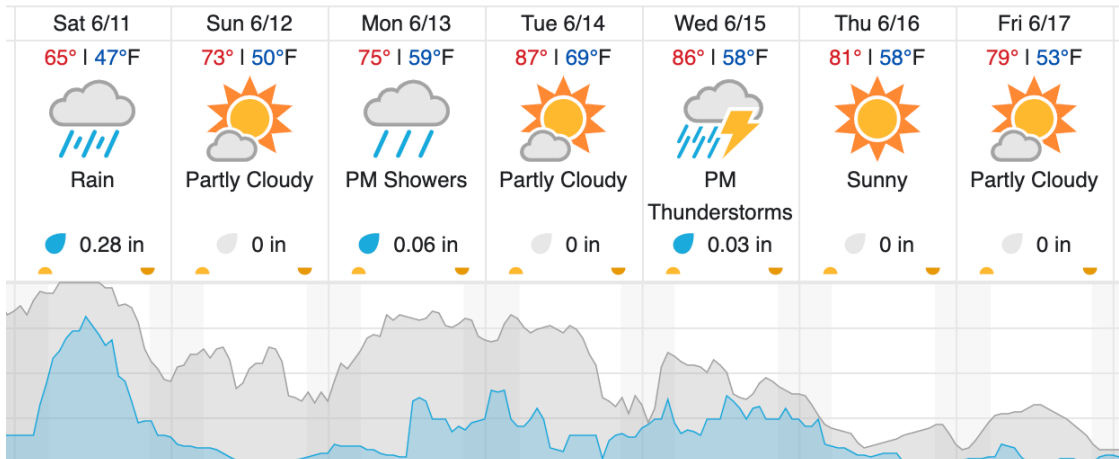 Sat 6/11 Sun 6/12 Mon 6/13 Tue 6/14 Wed 6/15 Thu 6/16 Fri 6/17
65° | 47°F 73° | 50°F 75° | 59°F 87° | 69°F 86° | 58°F 81° | 58°F 79° | 53°F
Rain Partly Cloudy PM Showers Partly Cloudy PM Sunny Partly Cloudy
Thunderstorms
0.28 in 0 in 0.06 in 0 in 0.03 in 0 in 0 in